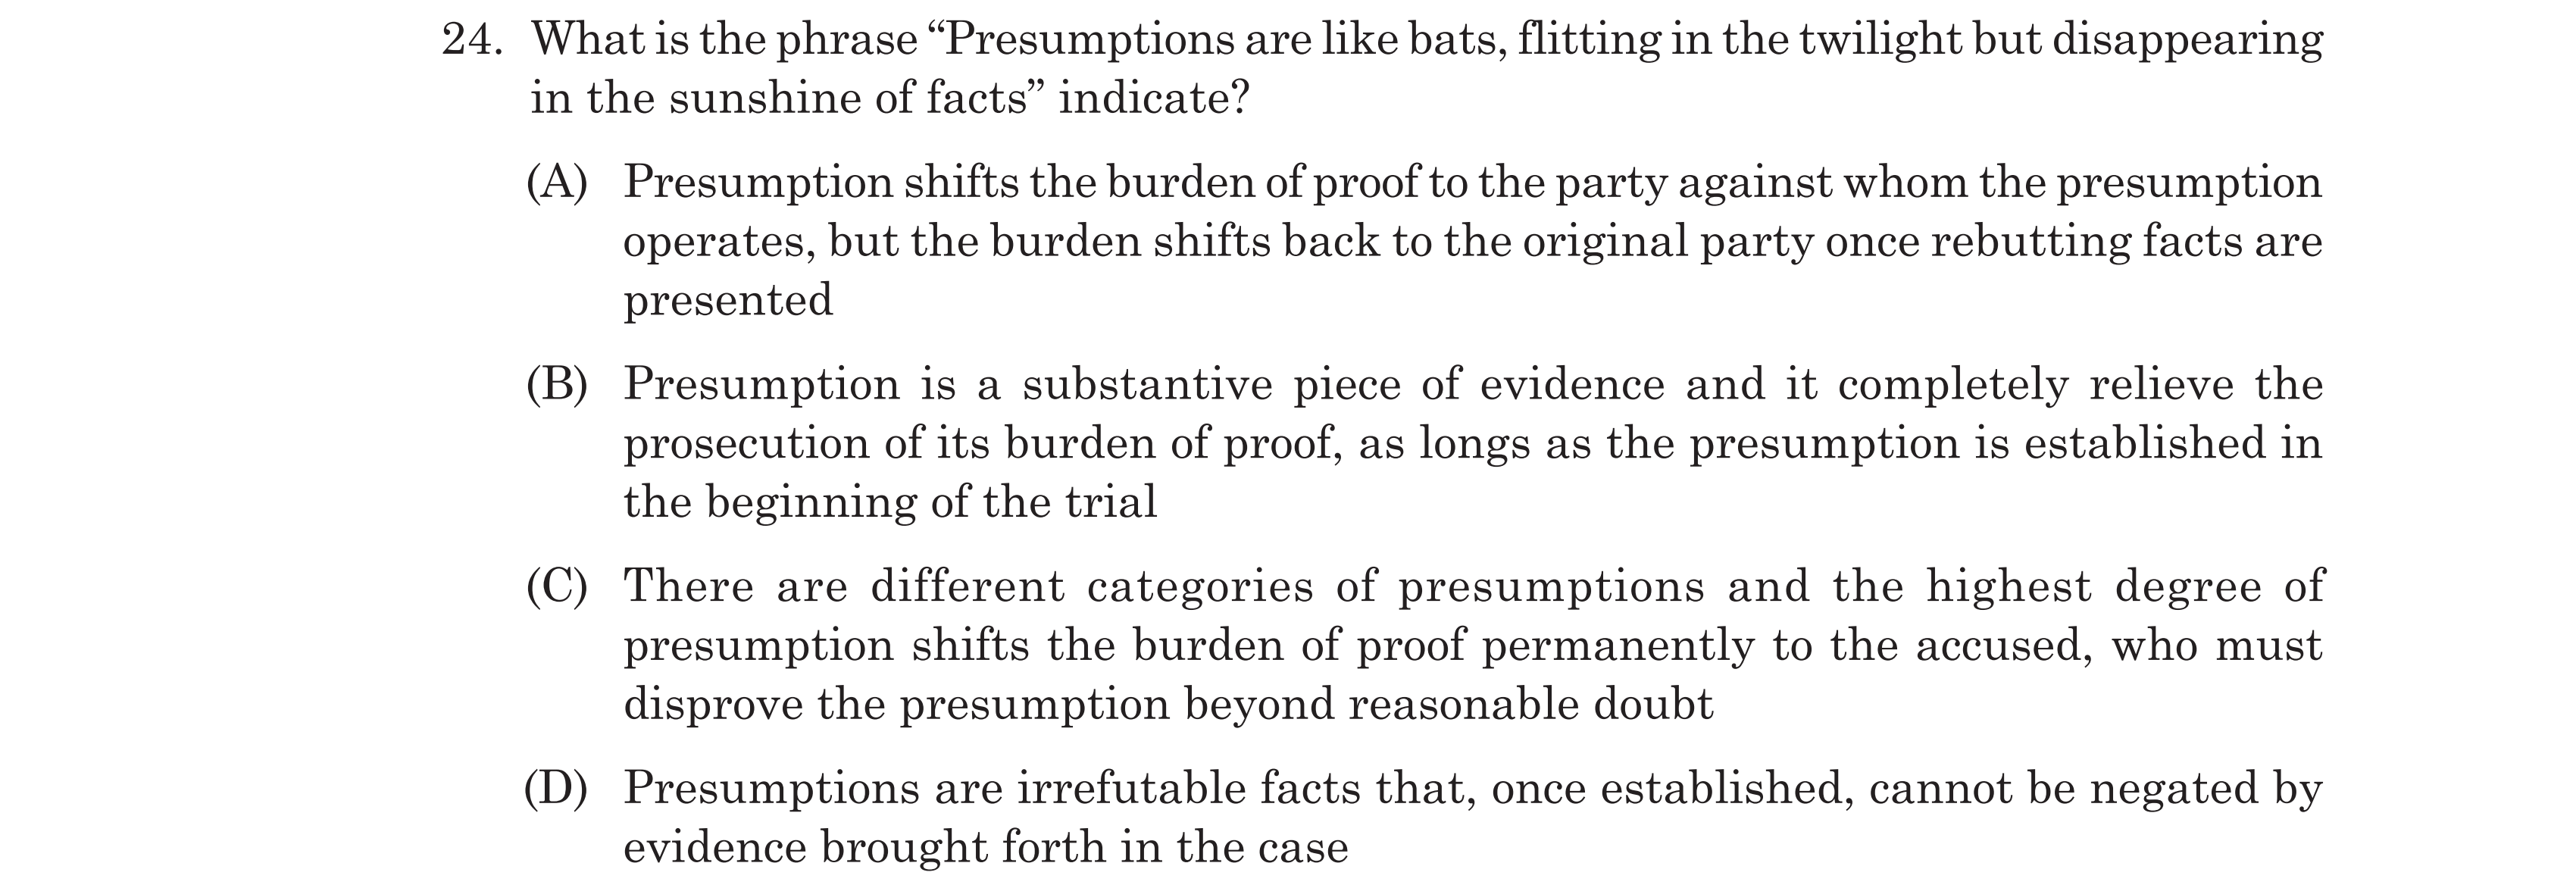 24. What is the phrase “Presumptions are like bats, flitting in the twilight but disappearing
in the sunshine of facts” indicate?
(A) Presumption shifts the burden of proof to the party against whom the presumption
operates, but the burden shifts back to the original party once rebutting facts are
presented
(B) Presumption is a substantive piece of evidence and it completely relieve the
prosecution of its burden of proof, as longs as the presumption is established in
the beginning of the trial
(C) There are different categories of presumptions and the highest degree of
presumption shifts the burden of proof permanently to the accused, who must
disprove the presumption beyond reasonable doubt
(D) Presumptions are irrefutable facts that, once established, cannot be negated by
evidence brought forth in the case